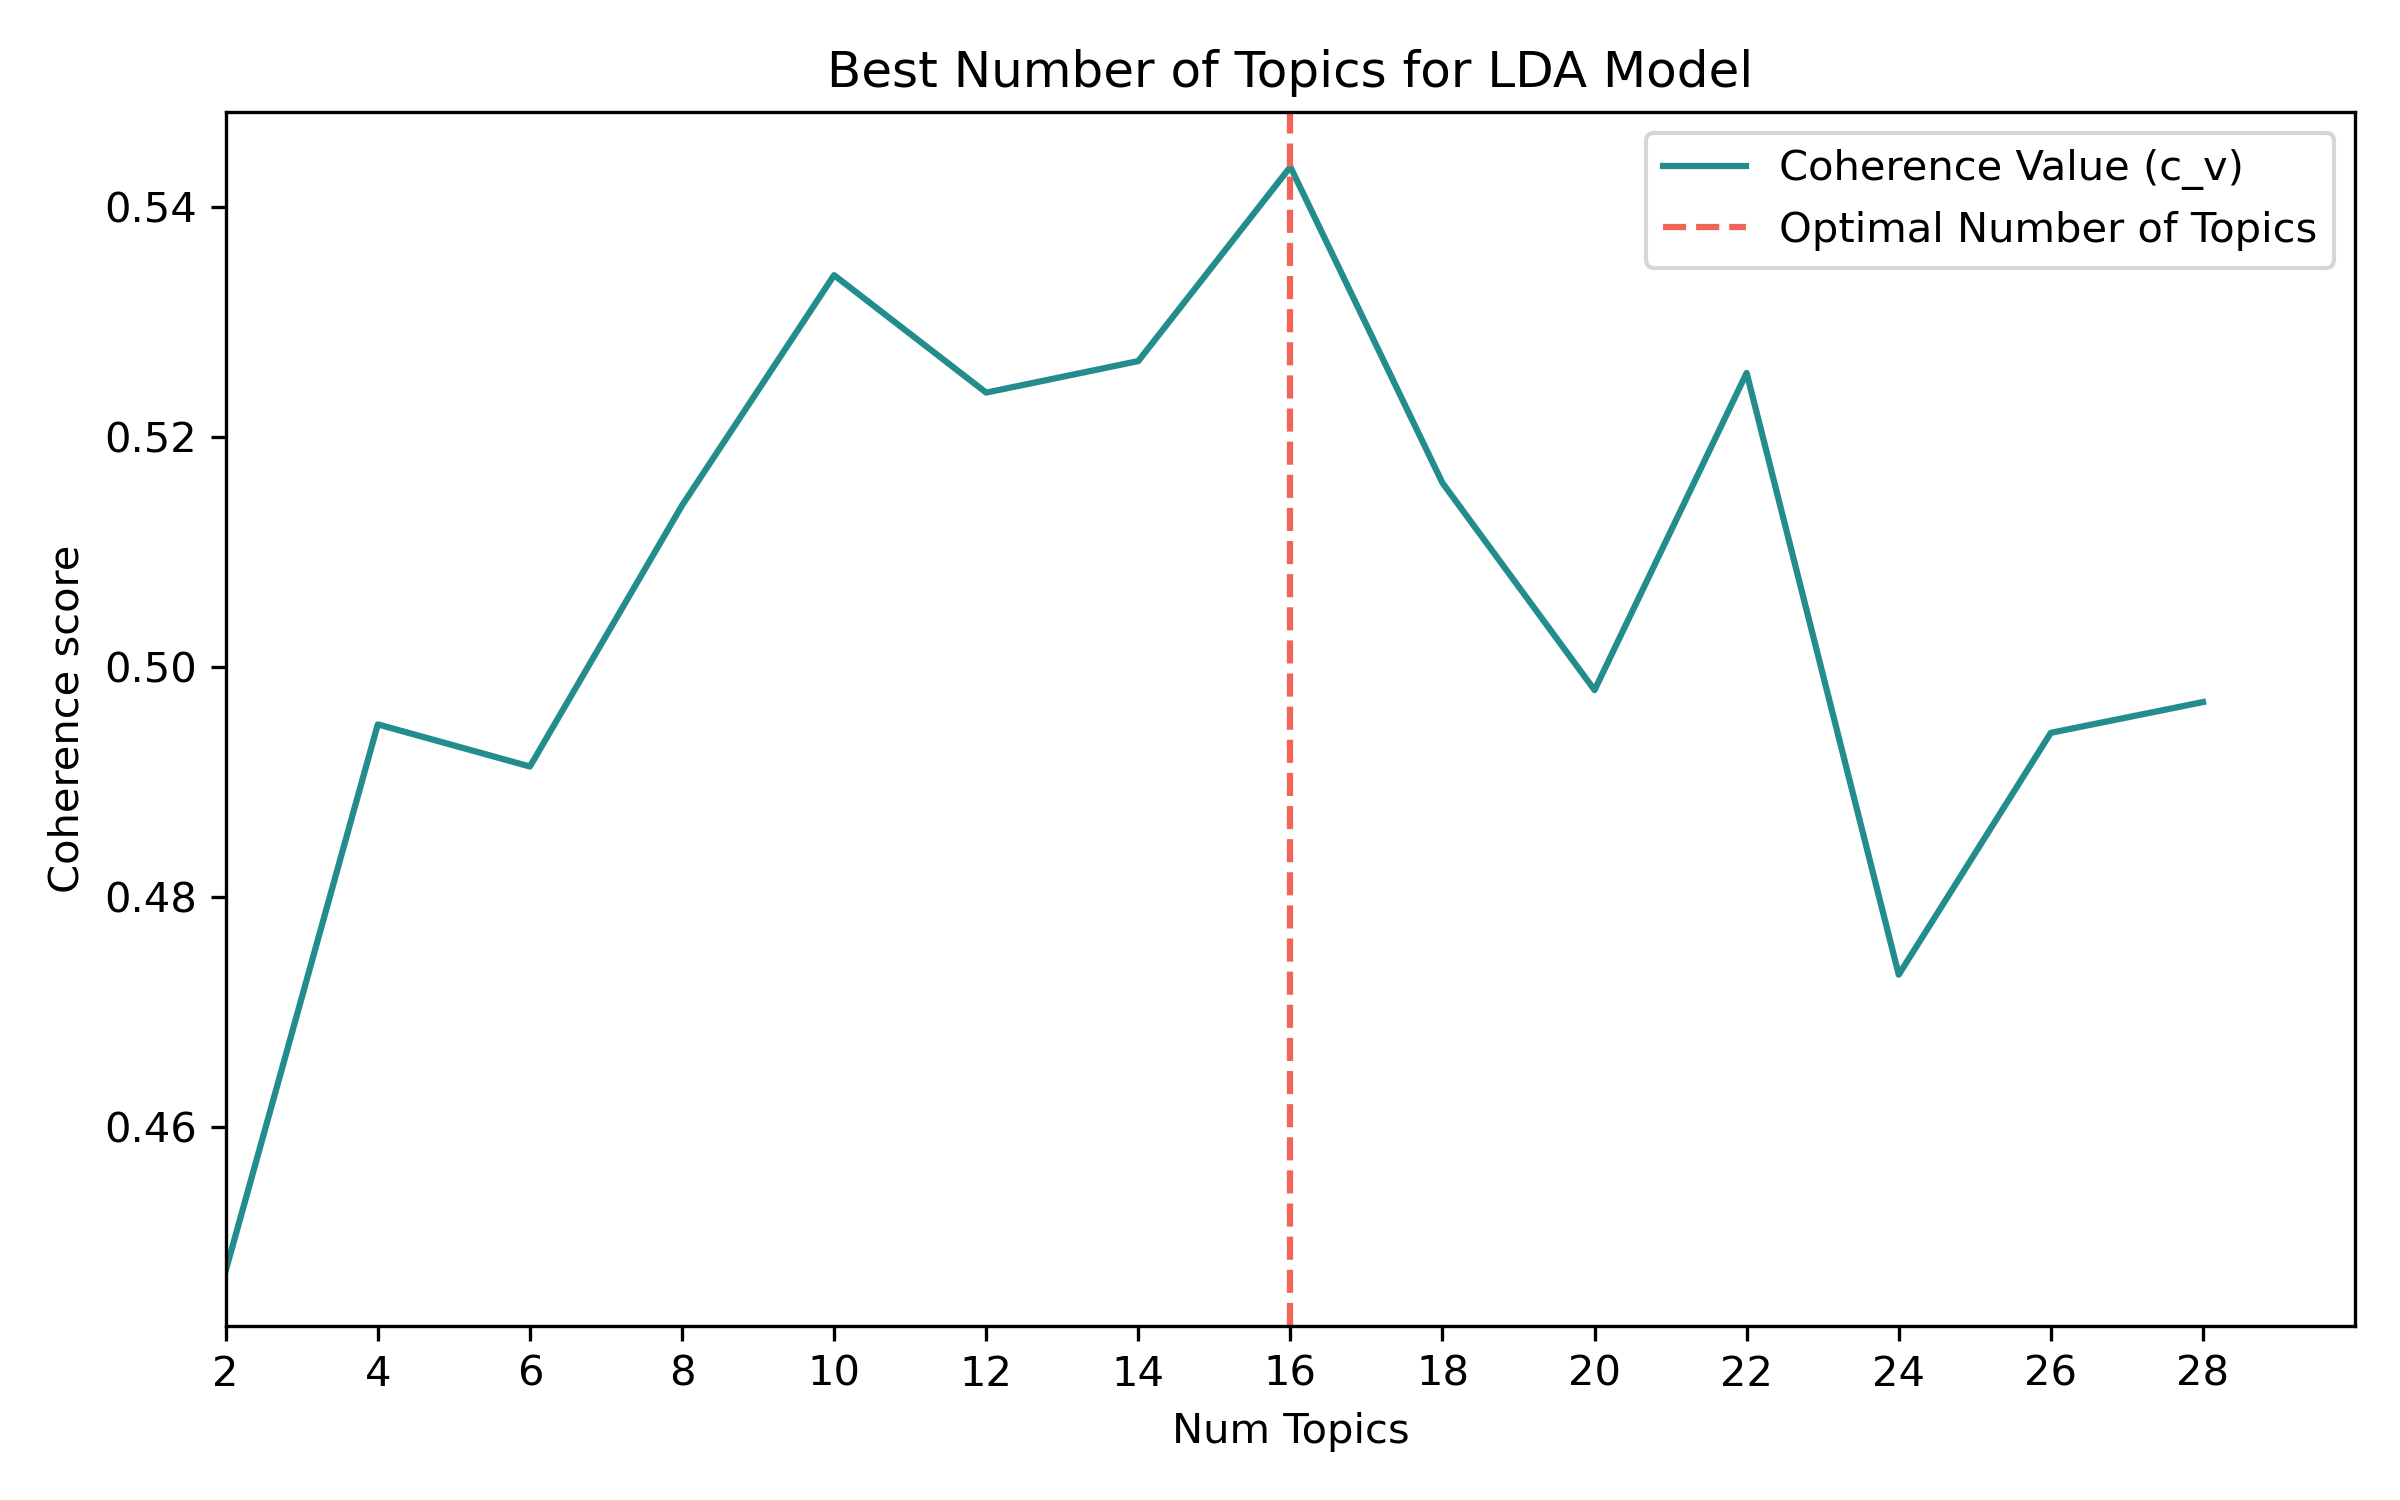 Best Number of Topics for LDA Model
Coherence Value (c_v)
Optimal Number of Topics
0.54
0.52
0.50
0.48
0.46
Coherence score
2 4 6 8 10 12 14 16 18 20 22 24 26 28
Num Topics